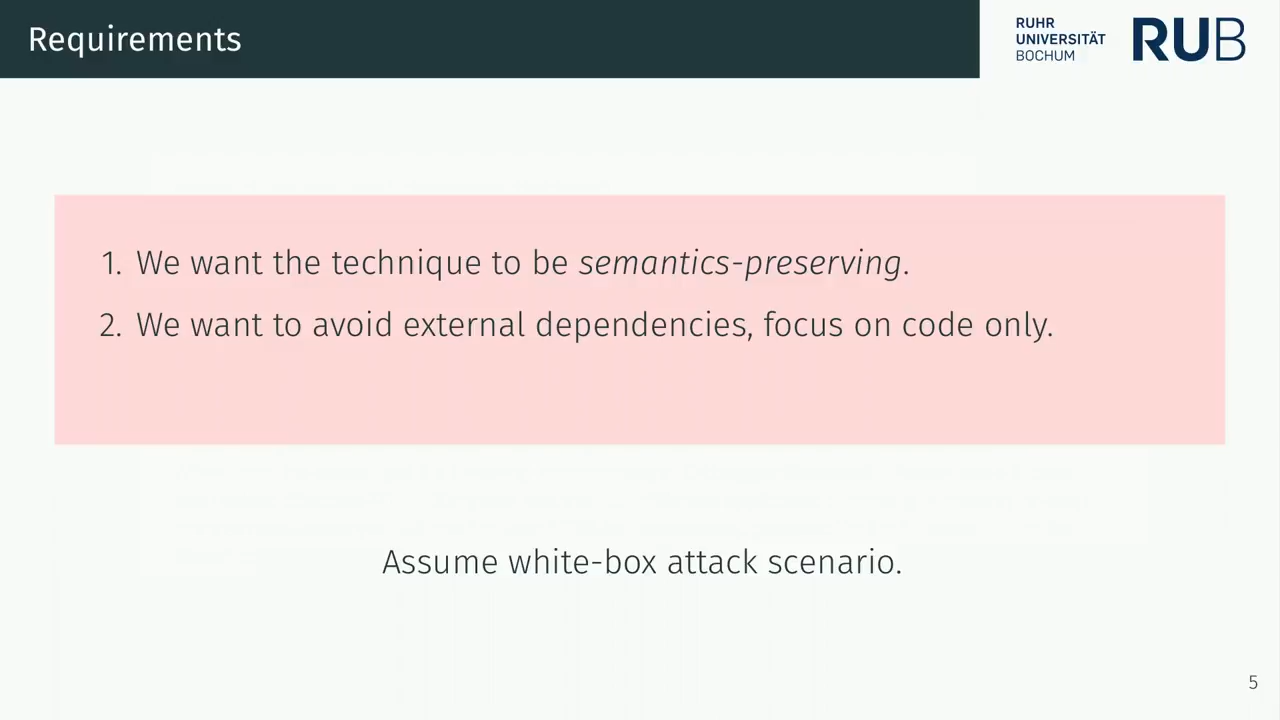 Requirements
RUHR
UNIVERSITÄT
BOCHUM
RUB
1. We want the technique to be semantics-preserving.
2. We want to avoid external dependencies, focus on code only.
Assume white-box attack scenario.
5